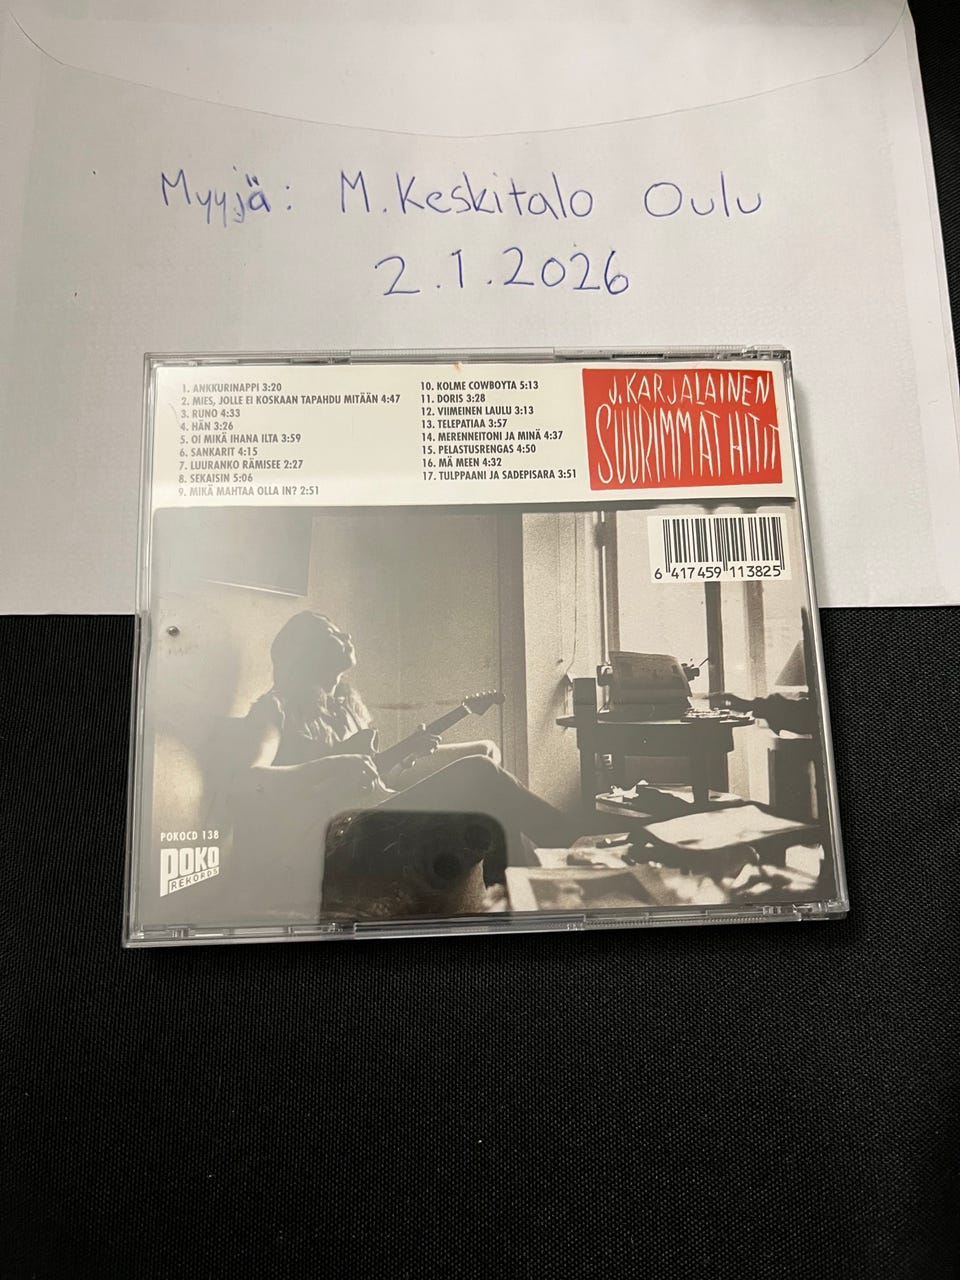 Myyjä: M.Keskitalo Oulu
2.1.2026
1. ANKKURINAPPI 3:20
2. MIES, JOLLE EI KOSKAAN TAPAHDU MITÄÄN 4:47
3. RUNO 4:33
4. HÄN 3:26
5. OI MIKÄ IHANA ILTA 3:59
6. SANKARIT 4:15
7. LUURANKO RÄMISEE 2:27
8. SEKAISIN 5:06
9. MIKÄ MAHTAA OLLA IN? 2:51
10. KOLME COWBOYTA 5:13
11. DORIS 3:28
12. VIIMEINEN LAULU 3:13
13. TELEPATIAA 3:57
14. MERENNEITONI JA MINÄ 4:37
15. PELASTUSRENGAS 4:50
16. MÄ MEEN 4:32
17. TULPPAANI JA SADEPISARA 3:51
J.KARJALAINEN
SUURIMMAT HITIT
6 417459 113825
POKOCD 138
POKO
REKORDS